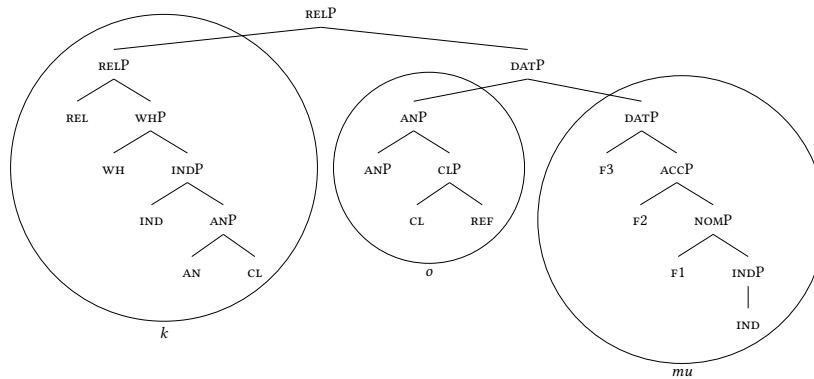 RELP
RELP DATP
REL WHP ANP DATP
WH INDP ANP CLP F3 ACCP
IND ANP CL REF F2 NOMP
AN CL F1 INDP
o
IND
k
mu